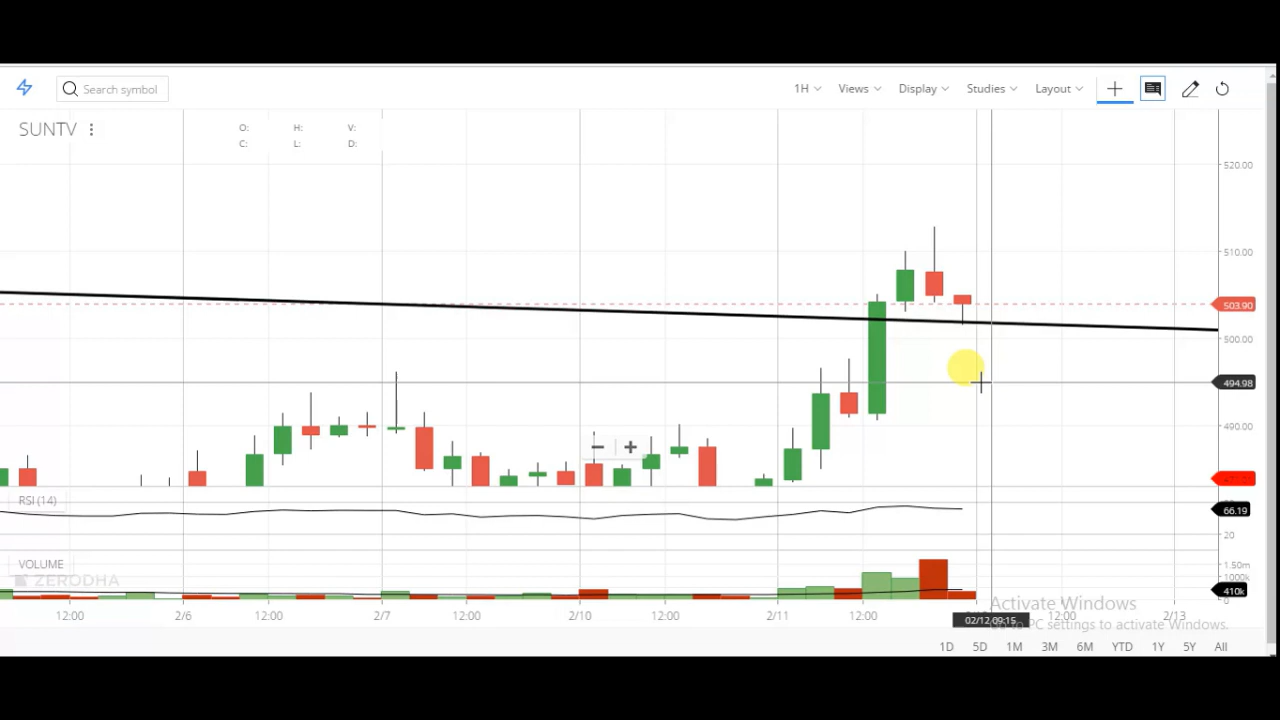 Search symbol
1H Views Display Studies Layout
SUNTV
O: H: V:
C: L: D:
520.00
510.00
503.90
500.00
494.98
490.00
RSI (14)
66.19
20
VOLUME
ZERODHA
1.50m
1000k
410k
0
12:00 2/6 12:00 2/7 12:00 12:00 2/11 12:00 12:00 2/13
02/12 09:15
Activate Windows
Go to PC settings to activate Windows.
1D 5D 1M 3M 6M YTD 1Y 5Y All